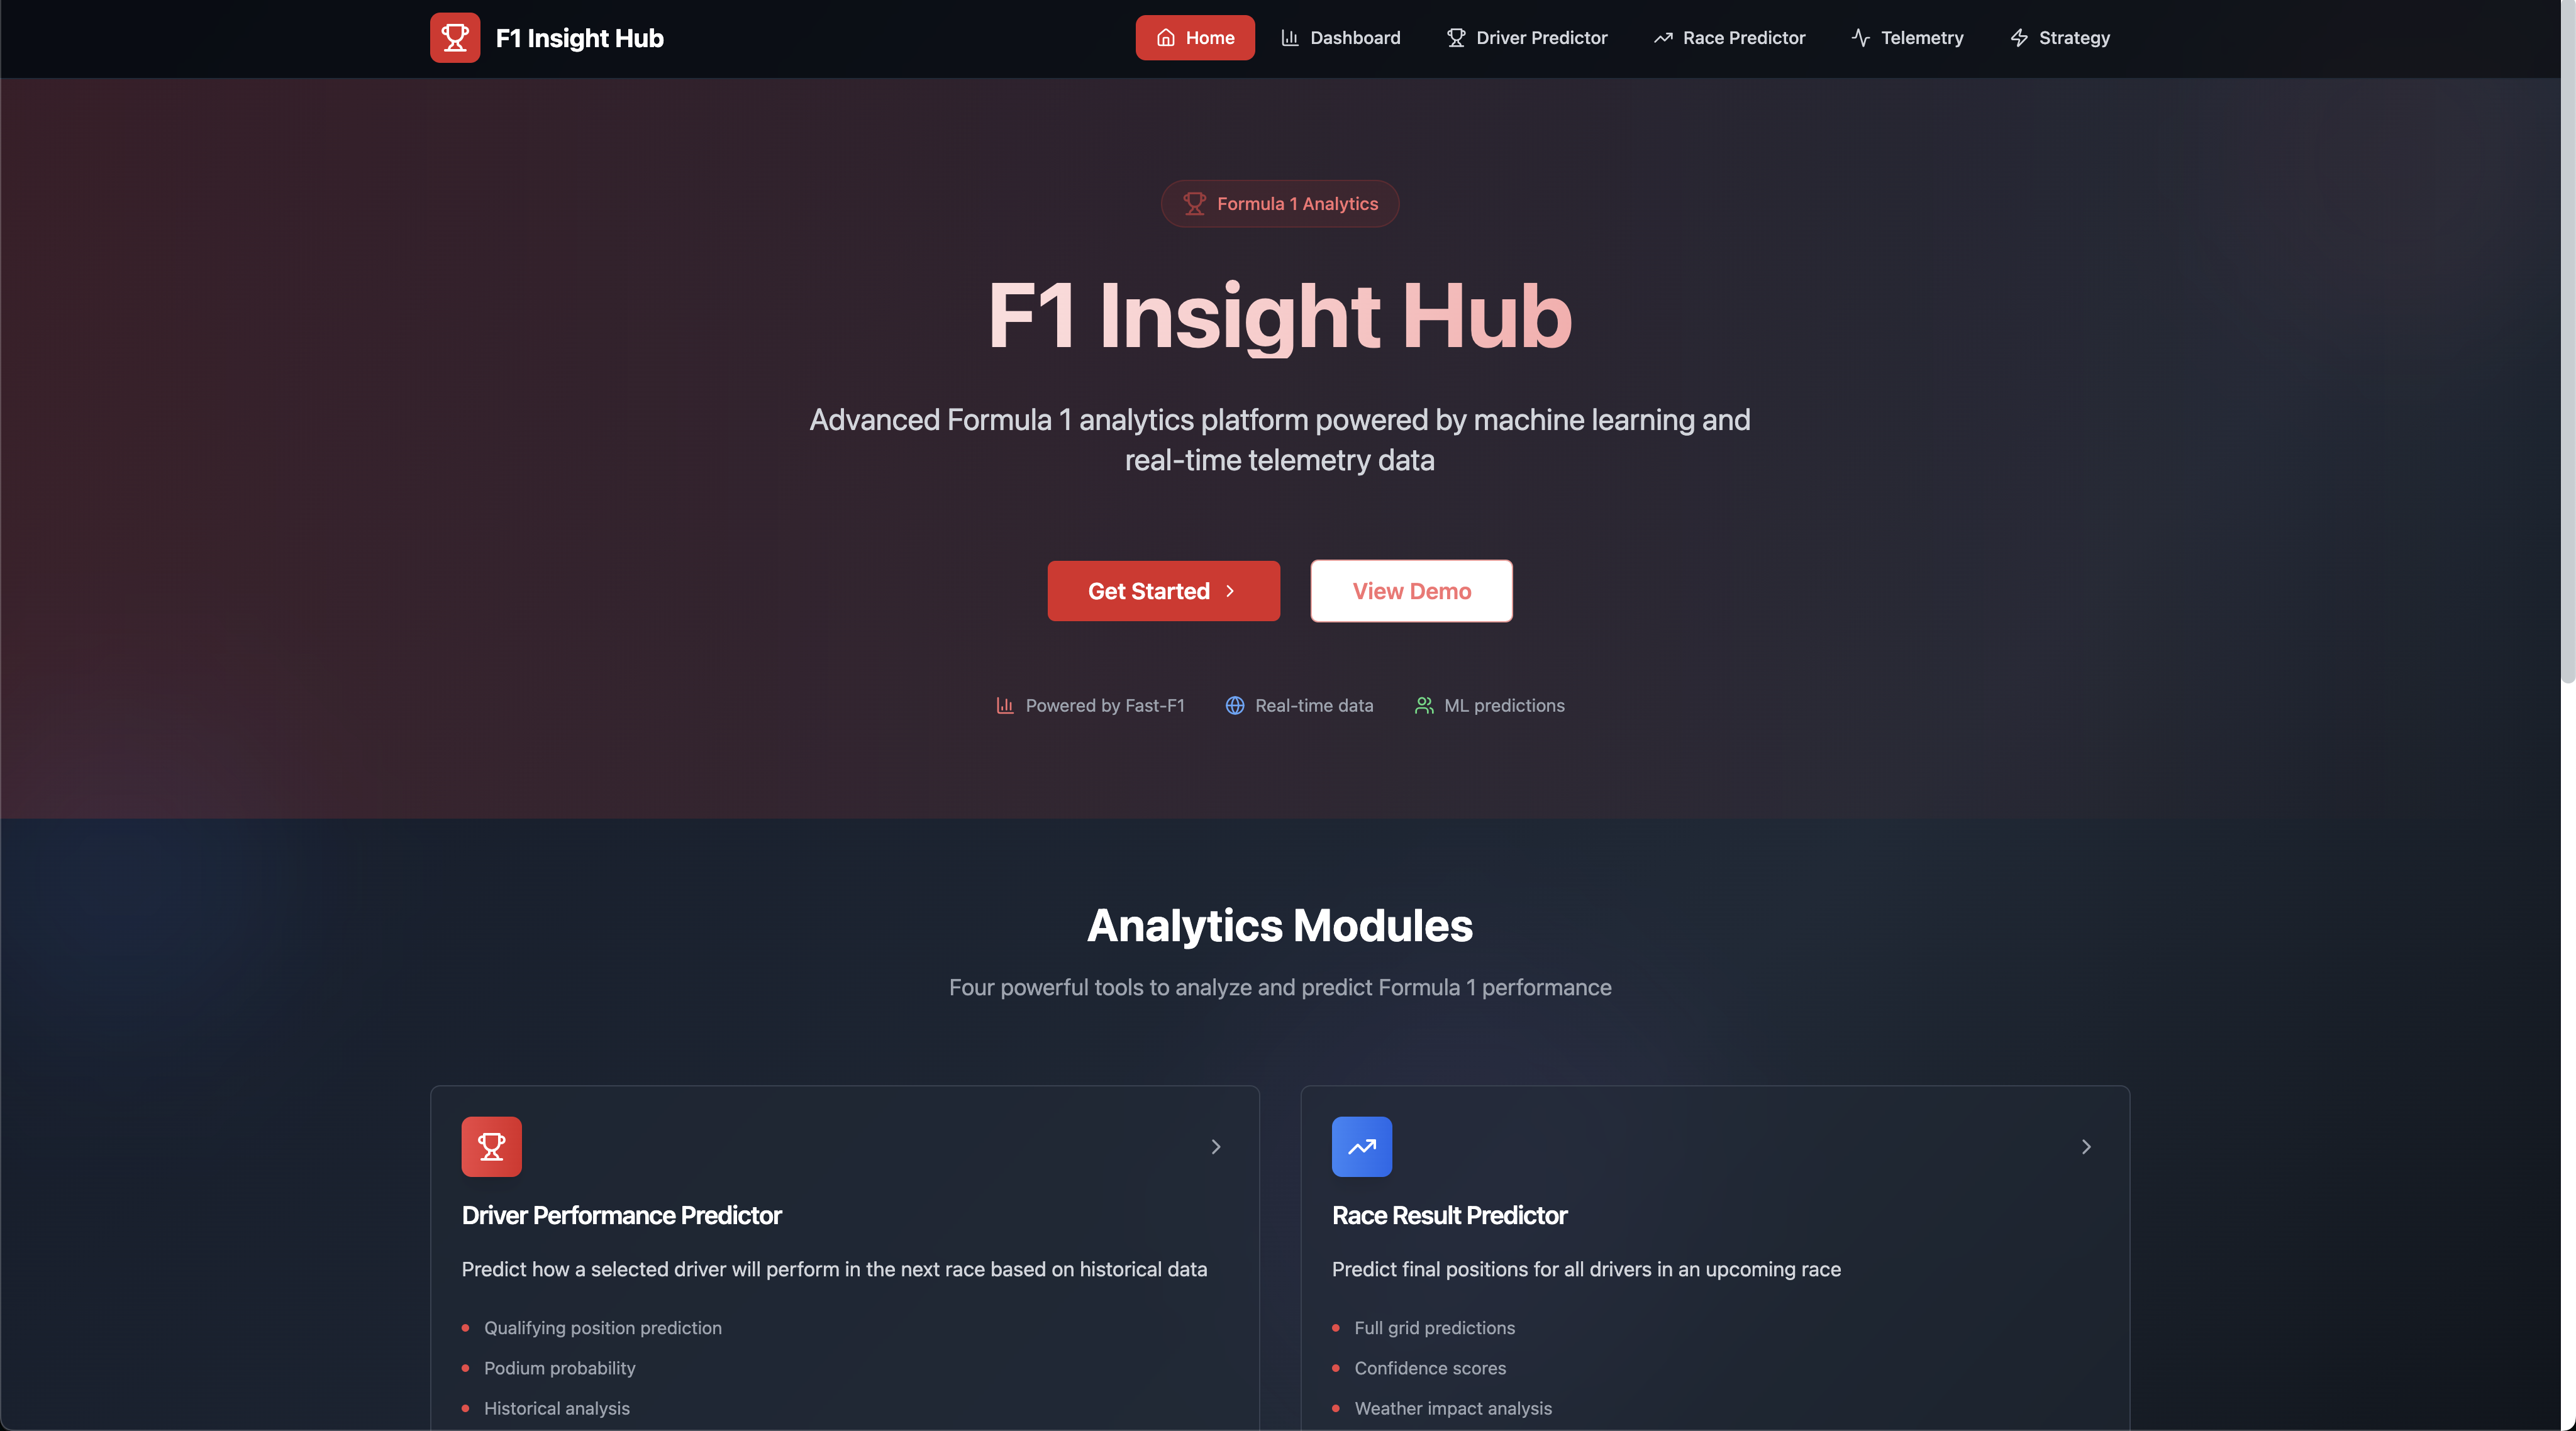 F1 Insight Hub
Home
Dashboard
Driver Predictor
Race Predictor
Telemetry
Strategy
Formula 1 Analytics
F1 Insight Hub
Advanced Formula 1 analytics platform powered by machine learning and
real-time telemetry data
Get Started
View Demo
Powered by Fast-F1
Real-time data
ML predictions
Analytics Modules
Four powerful tools to analyze and predict Formula 1 performance
Driver Performance Predictor
Predict how a selected driver will perform in the next race based on historical data
Qualifying position prediction
Podium probability
Historical analysis
Race Result Predictor
Predict final positions for all drivers in an upcoming race
Full grid predictions
Confidence scores
Weather impact analysis